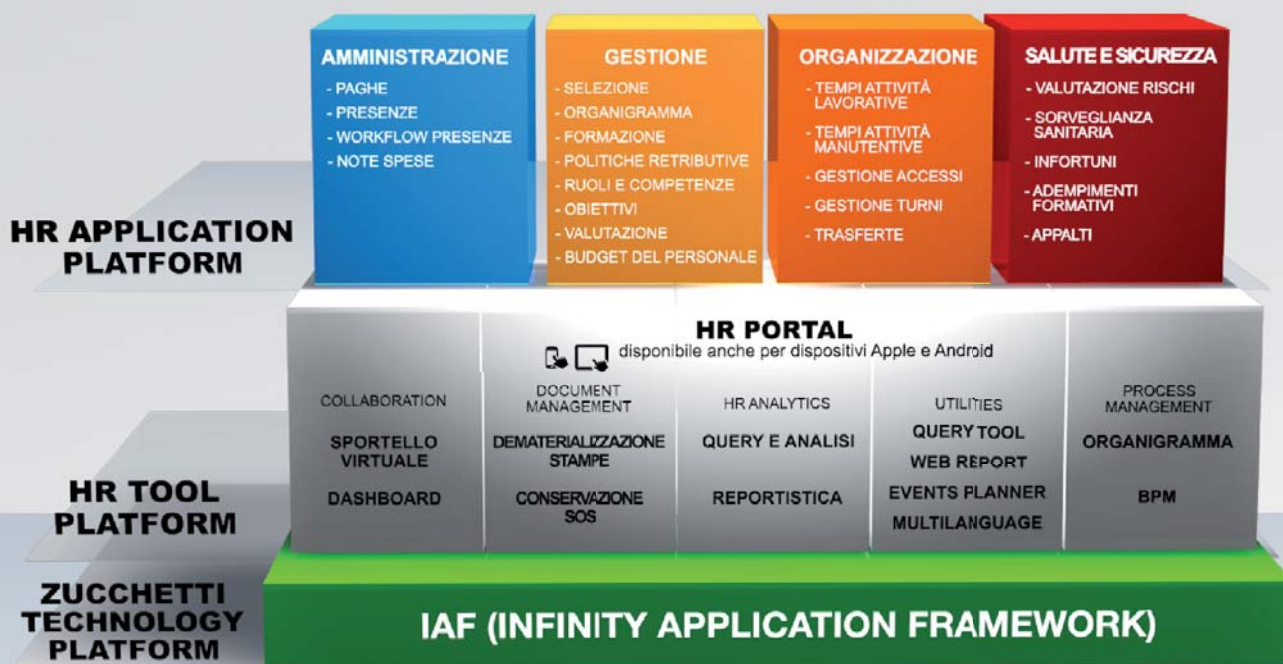 AMMINISTRAZIONE
- PAGHE
- PRESENZE
- WORKFLOW PRESENZE
- NOTE SPESE
GESTIONE
- SELEZIONE
- ORGANIGRAMMA
- FORMAZIONE
- POLITICHE RETRIBUTIVE
- RUOLI E COMPETENZE
- OBIETTIVI
- VALUTAZIONE
- BUDGET DEL PERSONALE
ORGANIZZAZIONE
- TEMPI ATTIVITÀ
LAVORATIVE
- TEMPI ATTIVITÀ
MANUTENTIVE
- GESTIONE ACCESSI
- GESTIONE TURNI
- TRASFERTE
SALUTE E SICUREZZA
- VALUTAZIONE RISCHI
- SORVEGLIANZA
SANITARIA
- INFORTUNI
- ADEMPIMENTI
FORMATIVI
- APPALTI
HR APPLICATION
PLATFORM
HR PORTAL
disponibile anche per dispositivi Apple e Android
COLLABORATION
SPORTELLO
VIRTUALE
DASHBOARD
DOCUMENT
MANAGEMENT
DEMATERIALIZZAZIONE
STAMPE
CONSERVAZIONE
SOS
HR ANALYTICS
QUERY E ANALISI
REPORTISTICA
UTILITIES
QUERY TOOL
WEB REPORT
EVENTS PLANNER
MULTILANGUAGE
PROCESS
MANAGEMENT
ORGANIGRAMMA
BPM
HR TOOL
PLATFORM
ZUCCHETTI
TECHNOLOGY
PLATFORM
IAF (INFINITY APPLICATION FRAMEWORK)